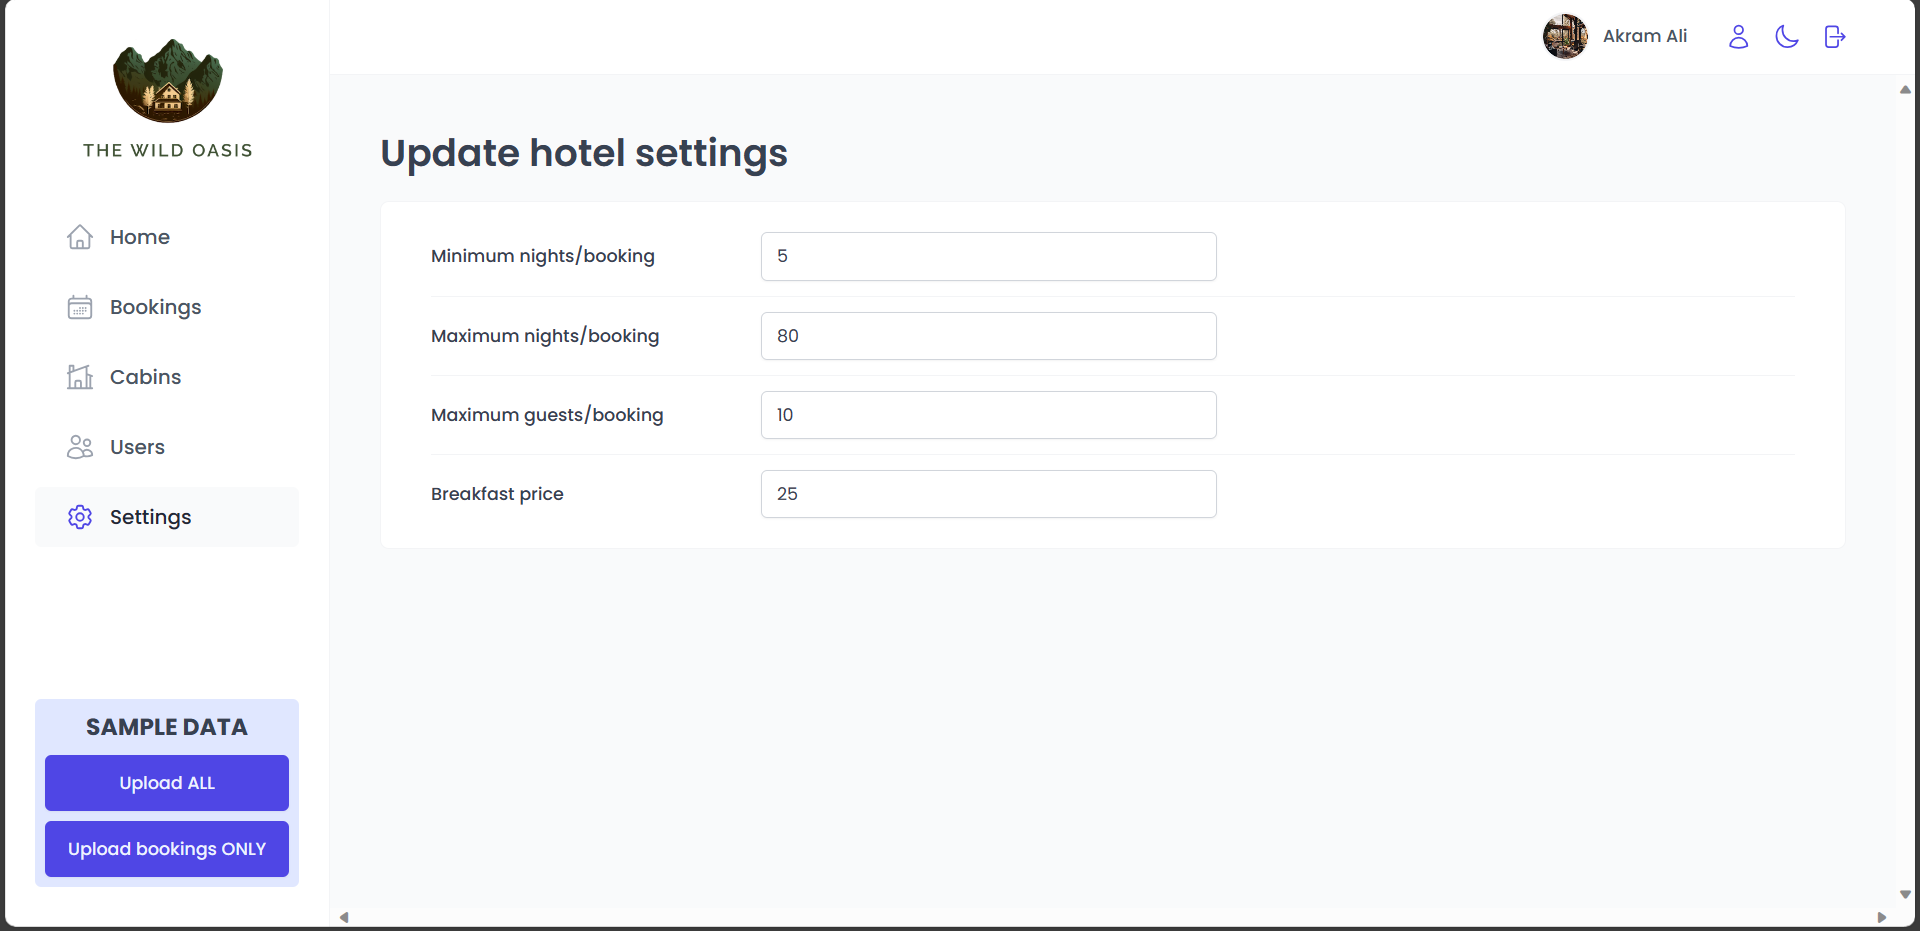 THE WILD OASIS
Home
Bookings
Cabins
Users
Settings
SAMPLE DATA
Upload ALL
Upload bookings ONLY
Akram Ali
Update hotel settings
Minimum nights/booking 5
Maximum nights/booking 80
Maximum guests/booking 10
Breakfast price 25